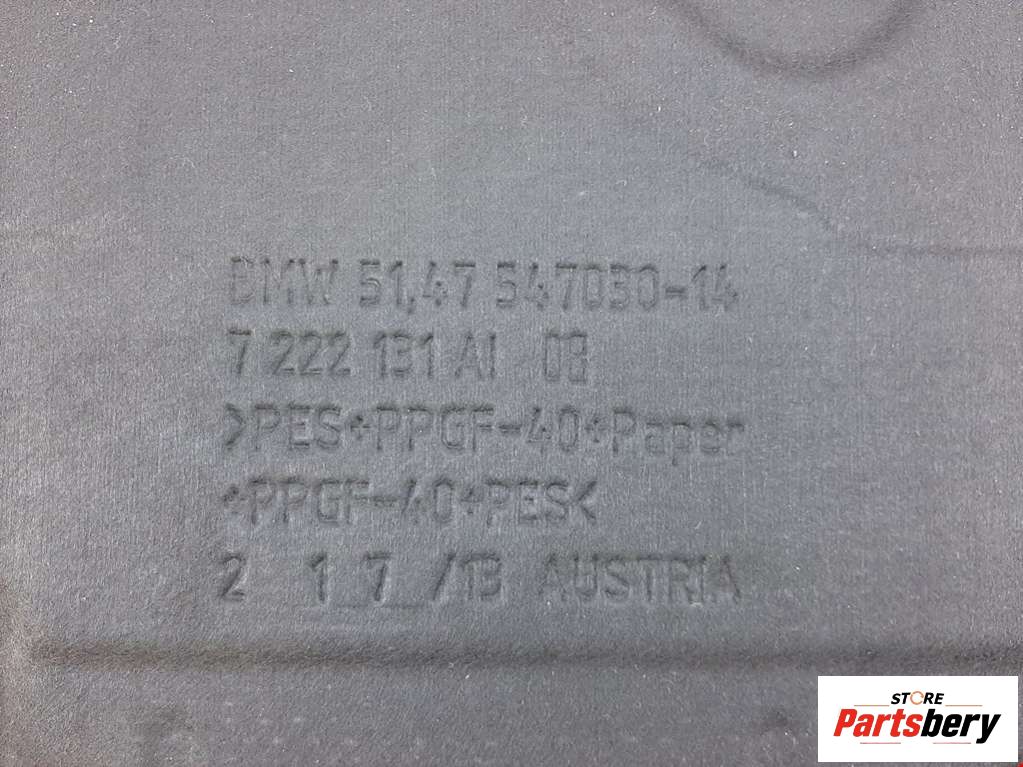 BMW 51.47 547030-14
7 222 131 AI 03
>PES+PPGF-40+Paper
+PPGF-40+PES<
2 1 7 /13 AUSTRIA
STORE
Partsbery